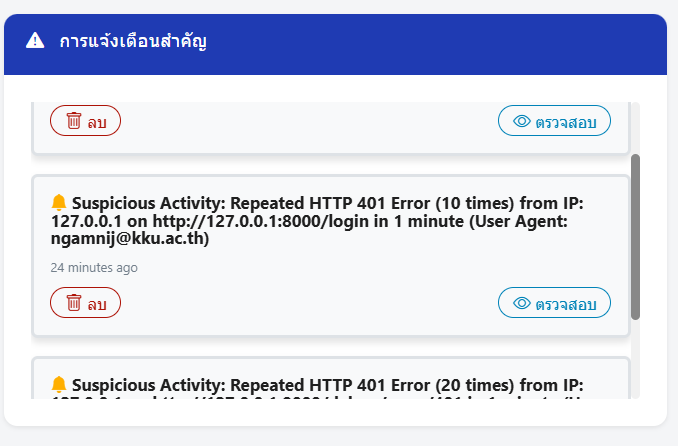 การแจ้งเตือนสำคัญ
ลบ
ตรวจสอบ
Suspicious Activity: Repeated HTTP 401 Error (10 times) from IP:
127.0.0.1 on http://127.0.0.1:8000/login in 1 minute (User Agent:
ngamnij@kku.ac.th)
24 minutes ago
ลบ
ตรวจสอบ
Suspicious Activity: Repeated HTTP 401 Error (20 times) from IP: